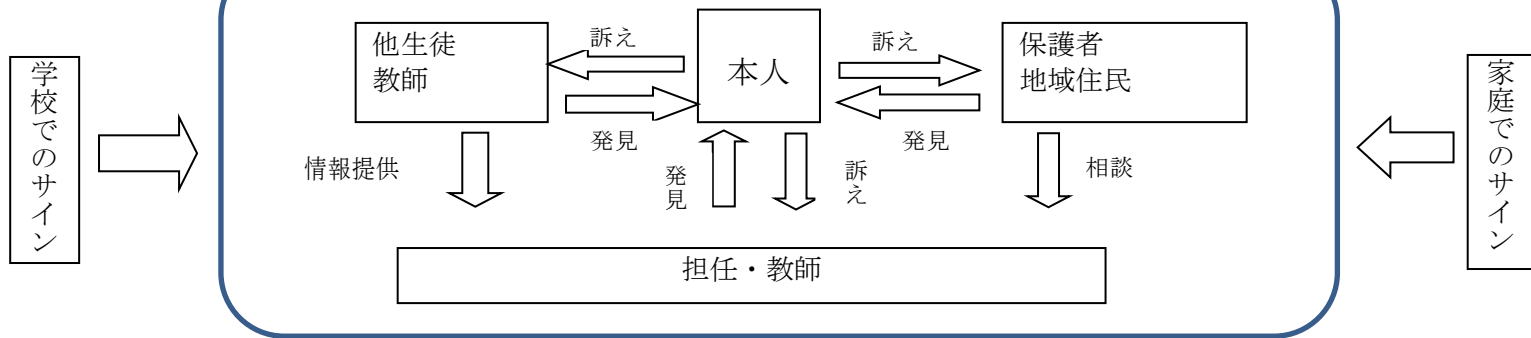 学校でのサイン
他生徒
教師
訴え
発見
本人
訴え
発見
保護者
地域住民
情報提供
発見
訴え
相談
担任・教師
家庭でのサイン